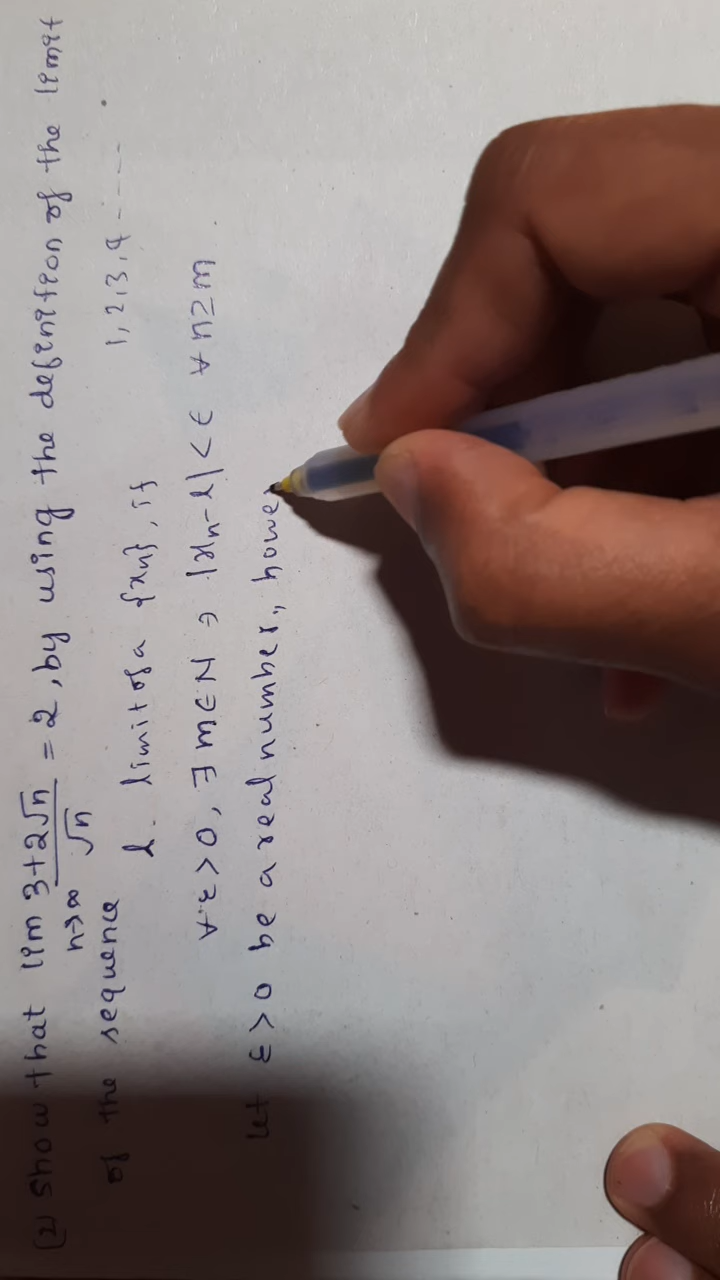 (2) Show that lim n→∞ 3+2√n / √n = 2, by using the definition of the limit
of the sequence 1, 2, 3, 4 ----
l. limit of a {xn}, if
∀ ε > 0, ∃ m ∈ N ∋ |xn - l| < ε ∀ n ≥ m.
Let ε > 0 be a real number, howe